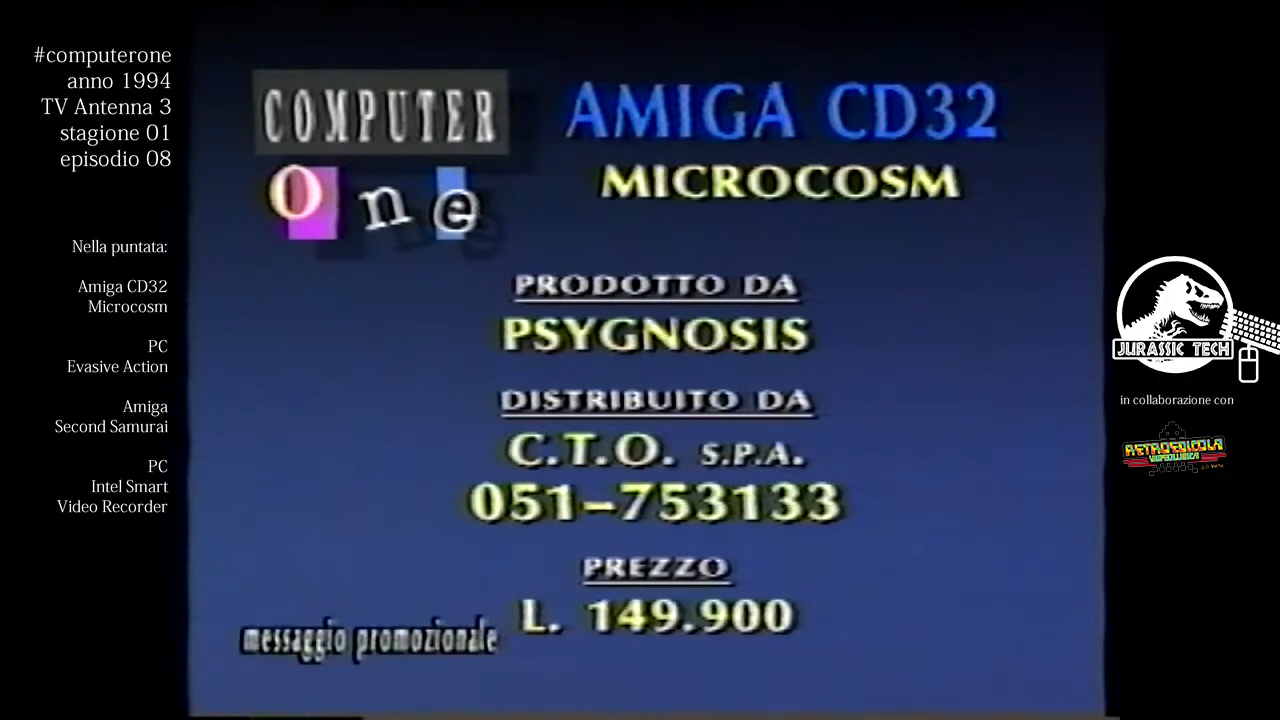 #computerone
anno 1994
TV Antenna 3
stagione 01
episodio 08
Nella puntata:
Amiga CD32
Microcosm
PC
Evasive Action
Amiga
Second Samurai
PC
Intel Smart
Video Recorder
COMPUTER
One
AMIGA CD32
MICROCOSM
PRODOTTO DA
PSYGNOSIS
DISTRIBUITO DA
C.T.O. S.P.A.
051-753133
PREZZO
L. 149.900
messaggio promozionale
JURASSIC TECH
in collaborazione con
RETROEDICOLA
VIDEOLUDICA